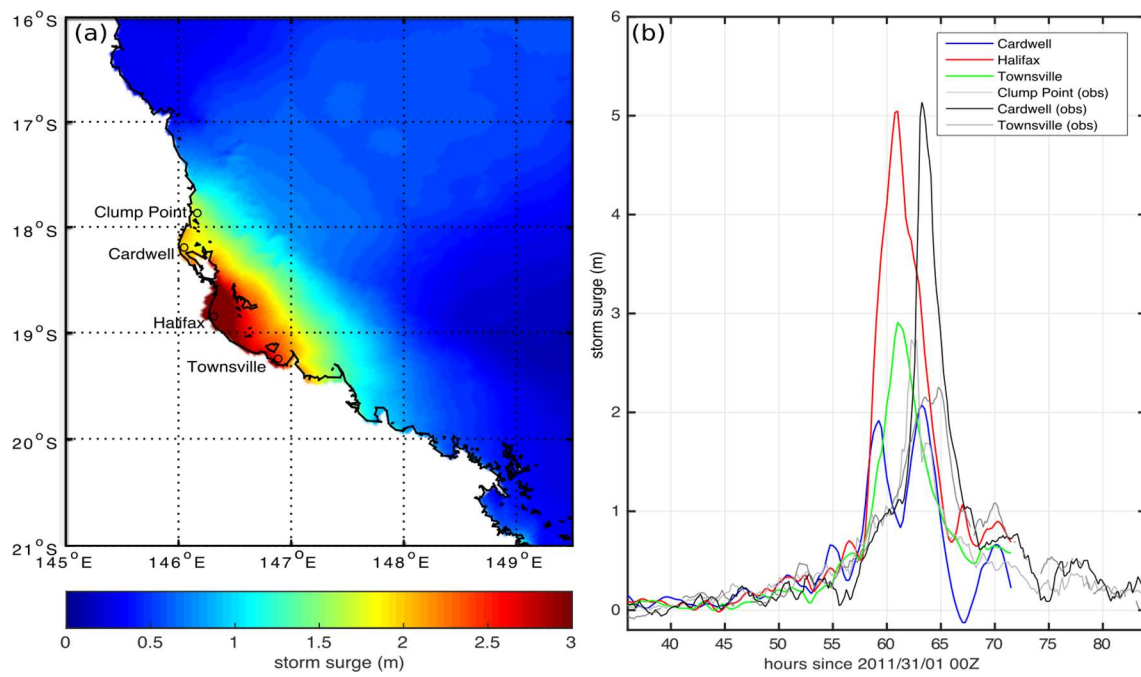 (a)
16°S
17°S
18°S
19°S
20°S
21°S
Clump Point
Cardwell
Halifax
Townsville
145°E
146°E
147°E
148°E
149°E
0
0.5
1
1.5
2
2.5
3
storm surge (m)
(b)
6
5
4
3
2
1
0
storm surge (m)
Cardwell
Halifax
Townsville
Clump Point (obs)
Cardwell (obs)
Townsville (obs)
40
45
50
55
60
65
70
75
80
hours since 2011/31/01 00Z